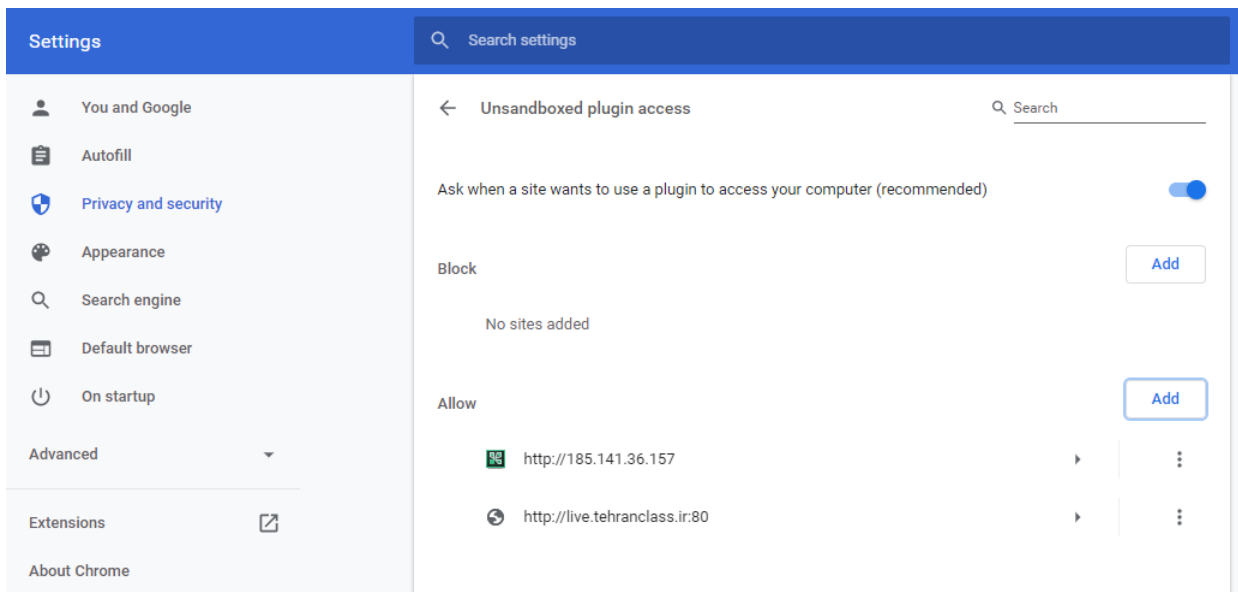 Settings
Search settings
You and Google
Autofill
Privacy and security
Appearance
Search engine
Default browser
On startup
Advanced
Extensions
About Chrome
Unsandboxed plugin access
Search
Ask when a site wants to use a plugin to access your computer (recommended)
Block
Add
No sites added
Allow
Add
http://185.141.36.157
http://live.tehranclass.ir:80